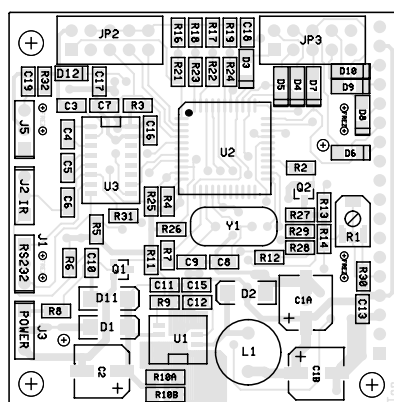 JP2
R16
R18
R17
R19
C18
JP3
C19
R32
D12
C17
R21
R23
R22
R24
D3
D5
D4
D7
D10
D9
C3
C7
R3
D8
J5
C4
C16
U2
C5
U3
D6
R2
J2 IR
C6
R25
R4
Q2
R13
R31
Y1
R27
R5
R26
R29
R14
R1
J1
RS232
R28
R6
C10
Q1
R11
R7
C9
C8
R12
R30
C11
C15
D2
D11
R9
C12
C1A
C13
POWER
J3
R8
D1
U1
L1
C2
R10A
R10B
C1B